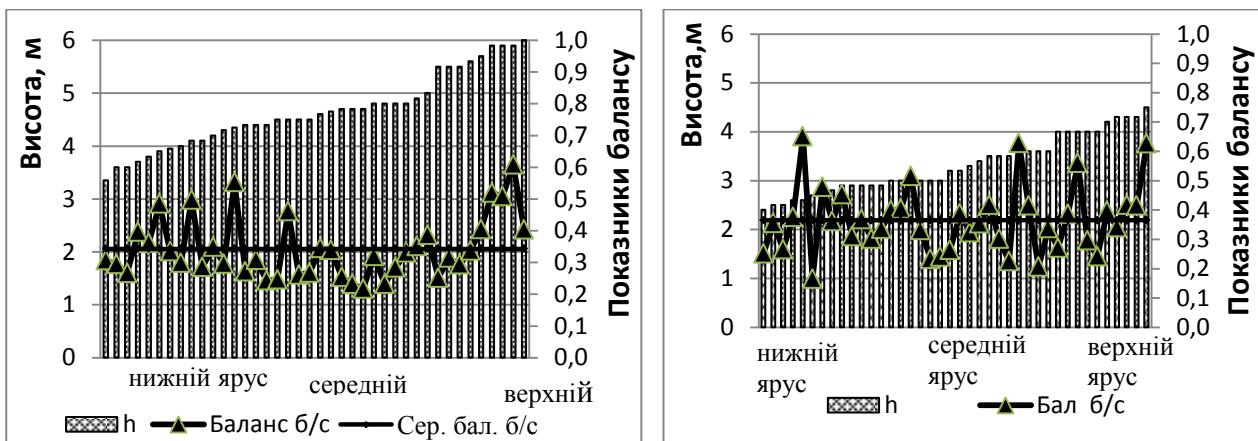 Висота, м
6
5
4
3
2
1
0
1,0
0,9
0,8
0,7
0,6
0,5
0,4
0,3
0,2
0,1
0,0
Показники балансу
нижній ярус
середній
верхній
h
Баланс б/с
Сер. бал. б/с
Висота,м
6
5
4
3
2
1
0
1,0
0,9
0,8
0,7
0,6
0,5
0,4
0,3
0,2
0,1
0,0
Показники балансу
нижній
ярус
середній
ярус
верхній
ярус
h
Бал б/с